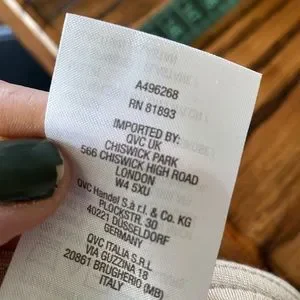 A496268
RN 81893
IMPORTED BY:
QVC UK
CHISWICK PARK
566 CHISWICK HIGH ROAD
LONDON
W4 5XU
QVC Handel S.à r.l. & Co. KG
PLOCKSTR. 30
40221 DÜSSELDORF
GERMANY
QVC ITALIA S.R.L
VIA GUZZINA 18
20861 BRUGHERIO (MB)
ITALY